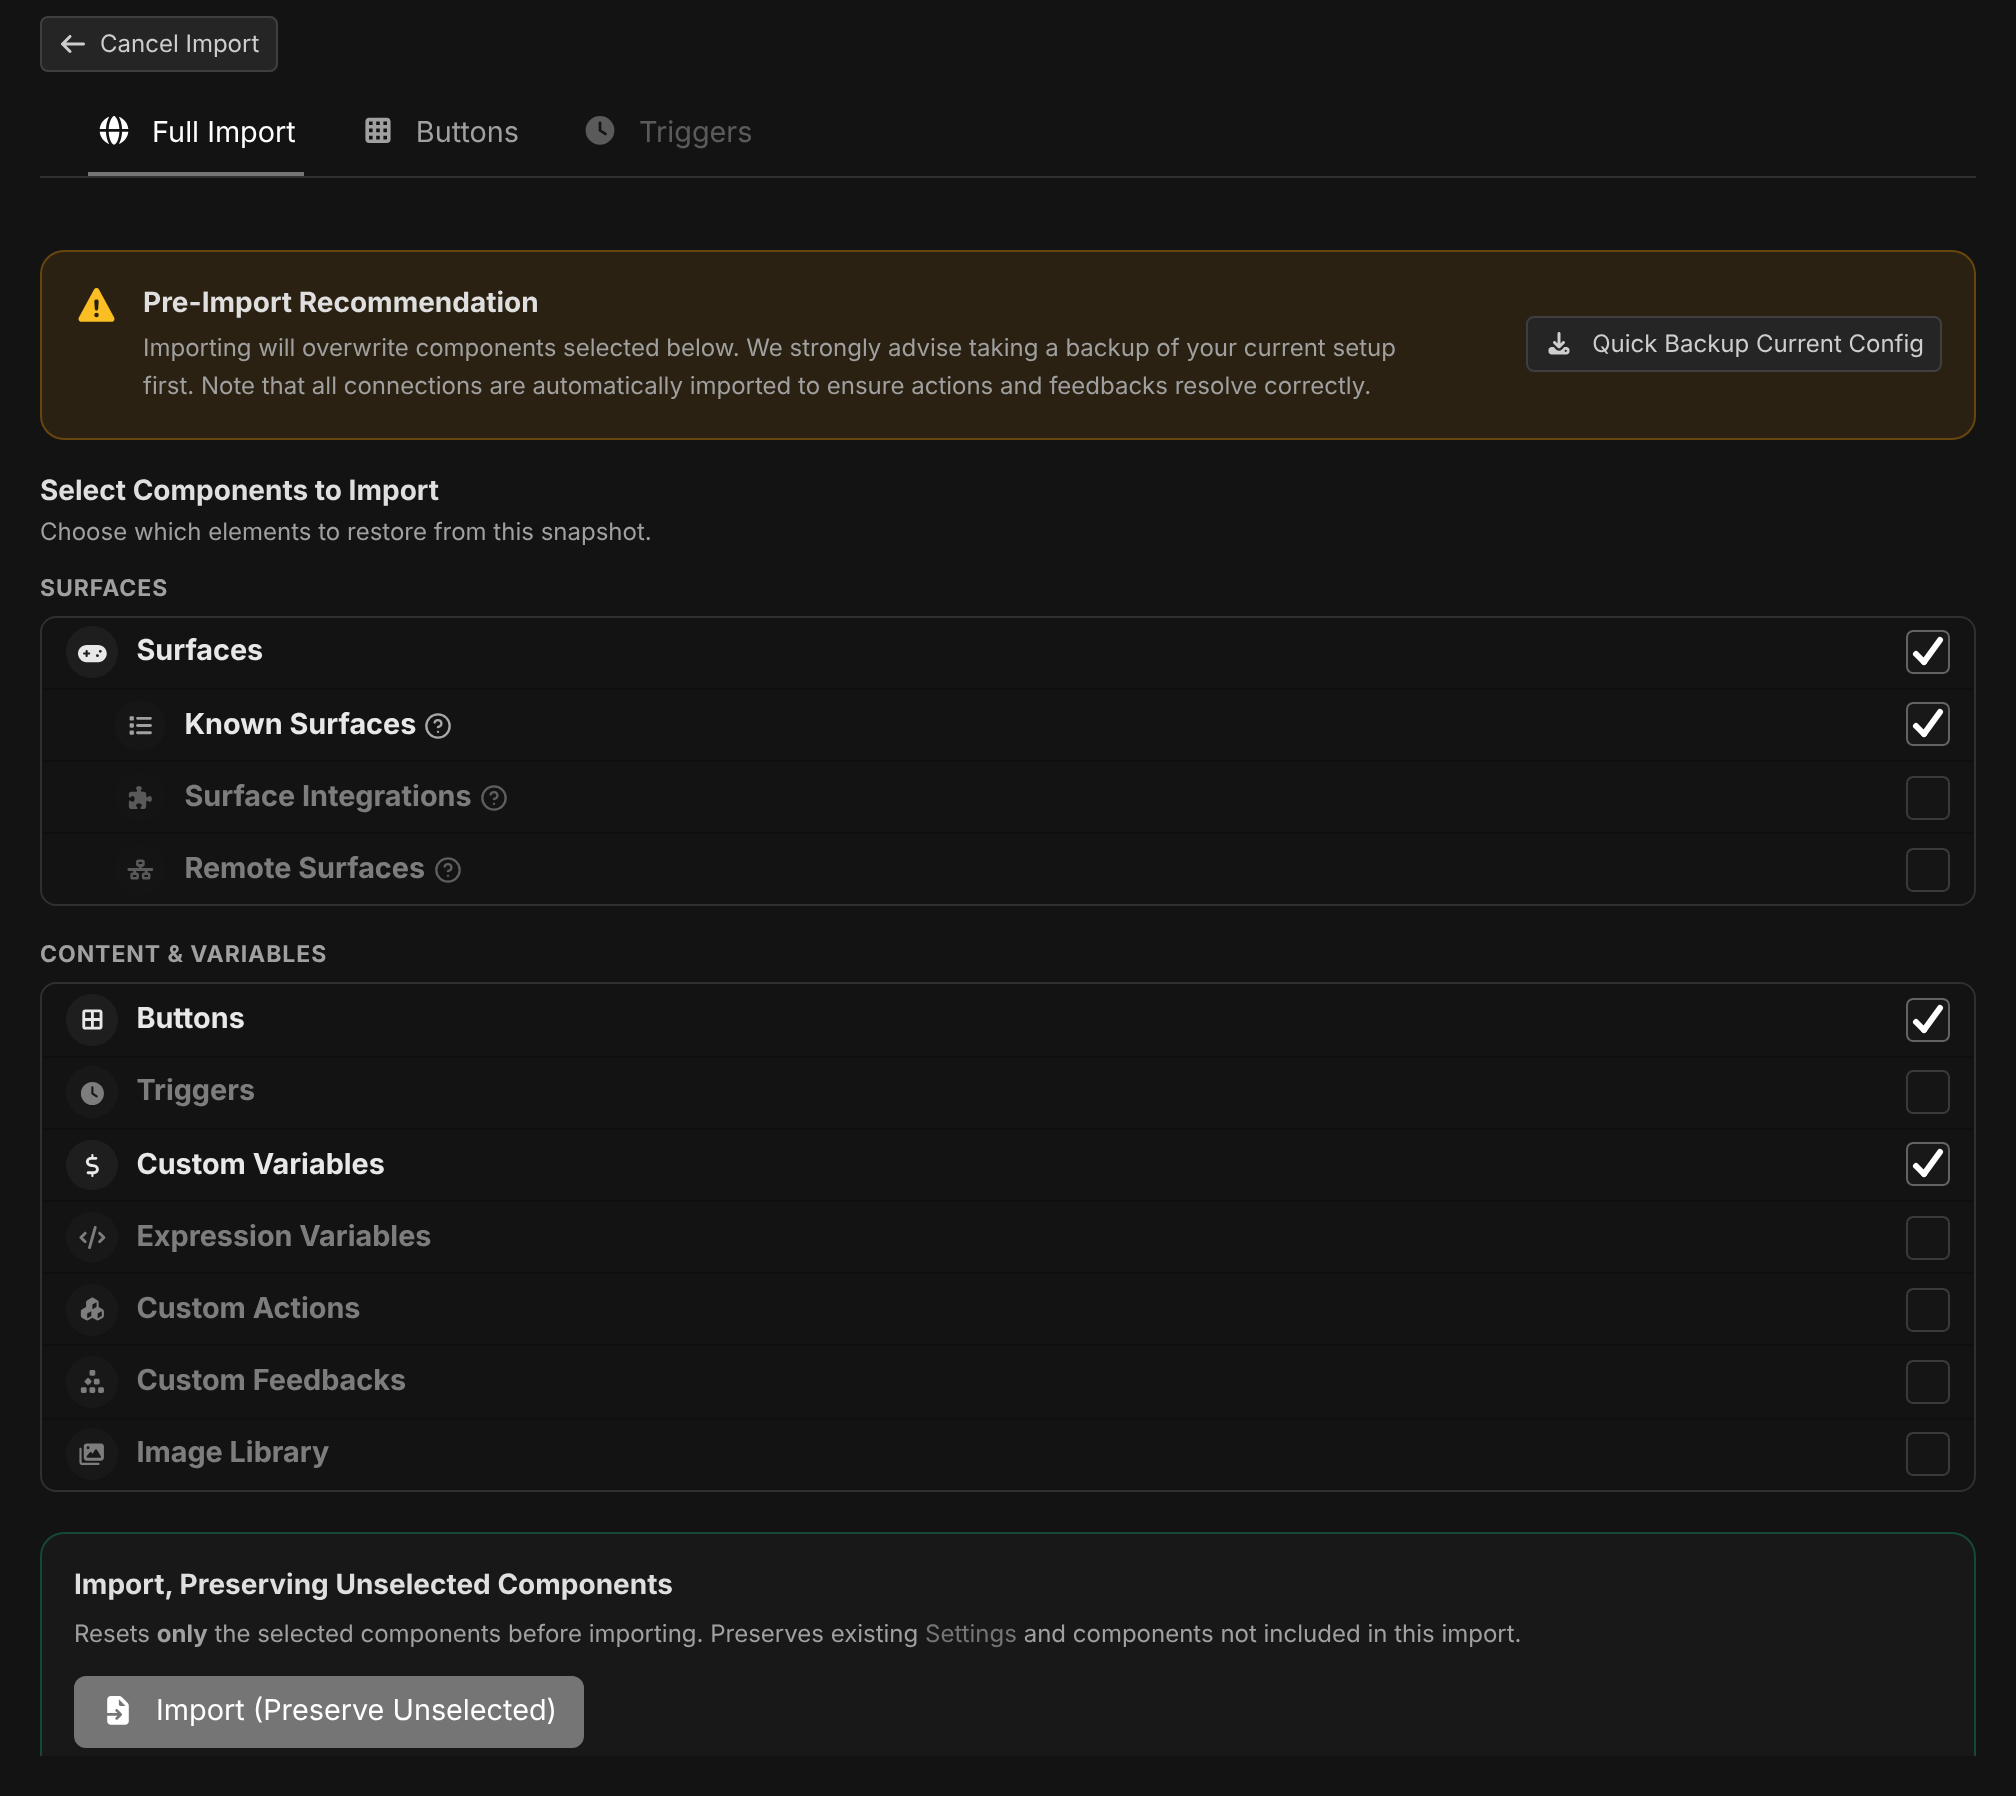 Cancel Import
Full Import
Buttons
Triggers
Pre-Import Recommendation
Importing will overwrite components selected below. We strongly advise taking a backup of your current setup
first. Note that all connections are automatically imported to ensure actions and feedbacks resolve correctly.
Quick Backup Current Config
Select Components to Import
Choose which elements to restore from this snapshot.
SURFACES
Surfaces
Known Surfaces
Surface Integrations
Remote Surfaces
CONTENT & VARIABLES
Buttons
Triggers
Custom Variables
Expression Variables
Custom Actions
Custom Feedbacks
Image Library
Import, Preserving Unselected Components
Resets only the selected components before importing. Preserves existing Settings and components not included in this import.
Import (Preserve Unselected)